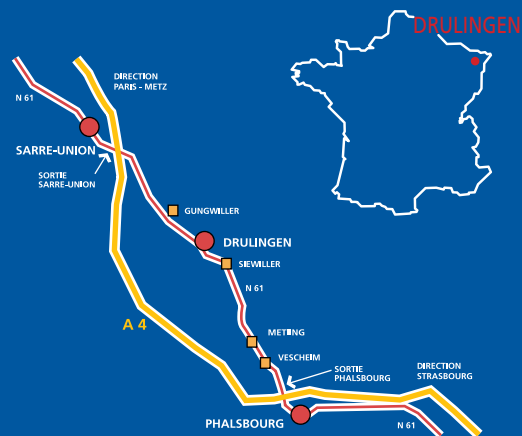 DRULINGEN
DIRECTION
PARIS - METZ
N 61
SARRE-UNION
SORTIE
SARRE-UNION
GUNGWILLER
DRULINGEN
SIEWILLER
N 61
A 4
METING
VESCHEIM
SORTIE
PHALSBOURG
DIRECTION
STRASBOURG
PHALSBOURG
N 61